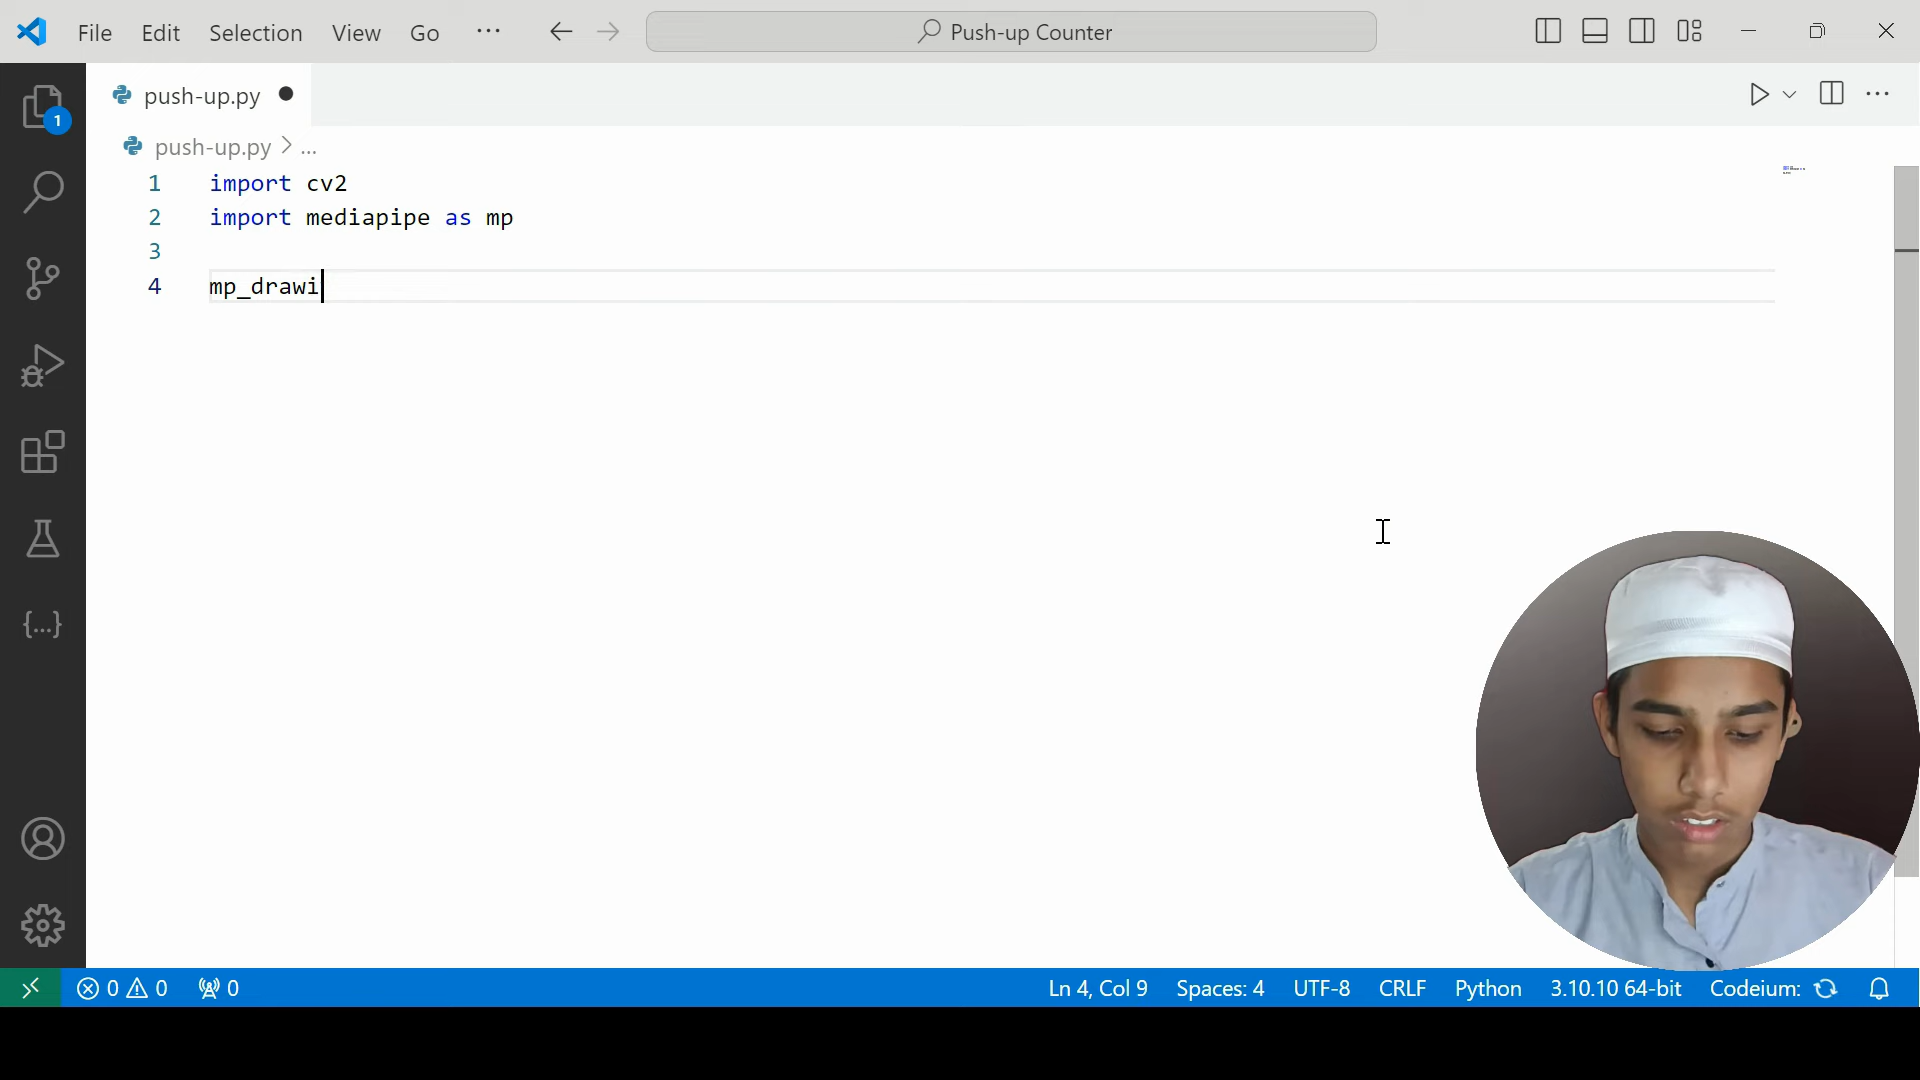 File Edit Selection View Go ··· Push-up Counter
push-up.py
push-up.py > ...
1 import cv2
2 import mediapipe as mp
3
4 mp_drawi
1
{...}
0 0 0 Ln 4, Col 9 Spaces: 4 UTF-8 CRLF Python 3.10.10 64-bit Codeium: